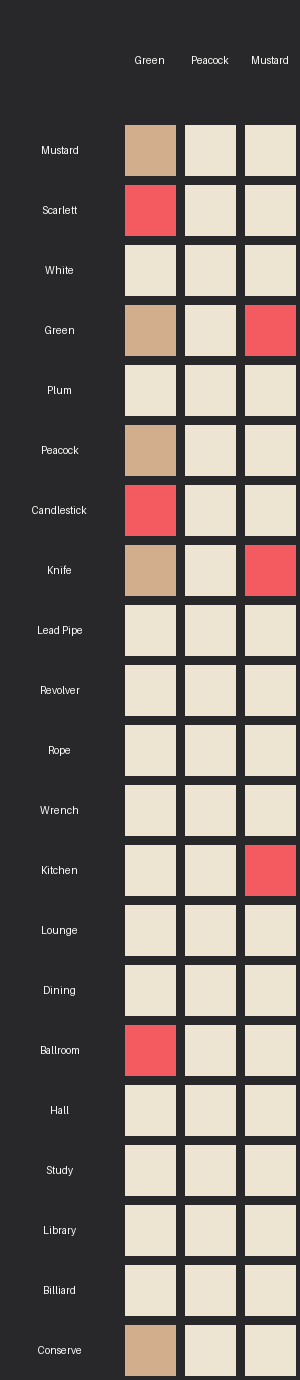 Green Peacock Mustard
Mustard
Scarlett
White
Green
Plum
Peacock
Candlestick
Knife
Lead Pipe
Revolver
Rope
Wrench
Kitchen
Lounge
Dining
Ballroom
Hall
Study
Library
Billiard
Conserve